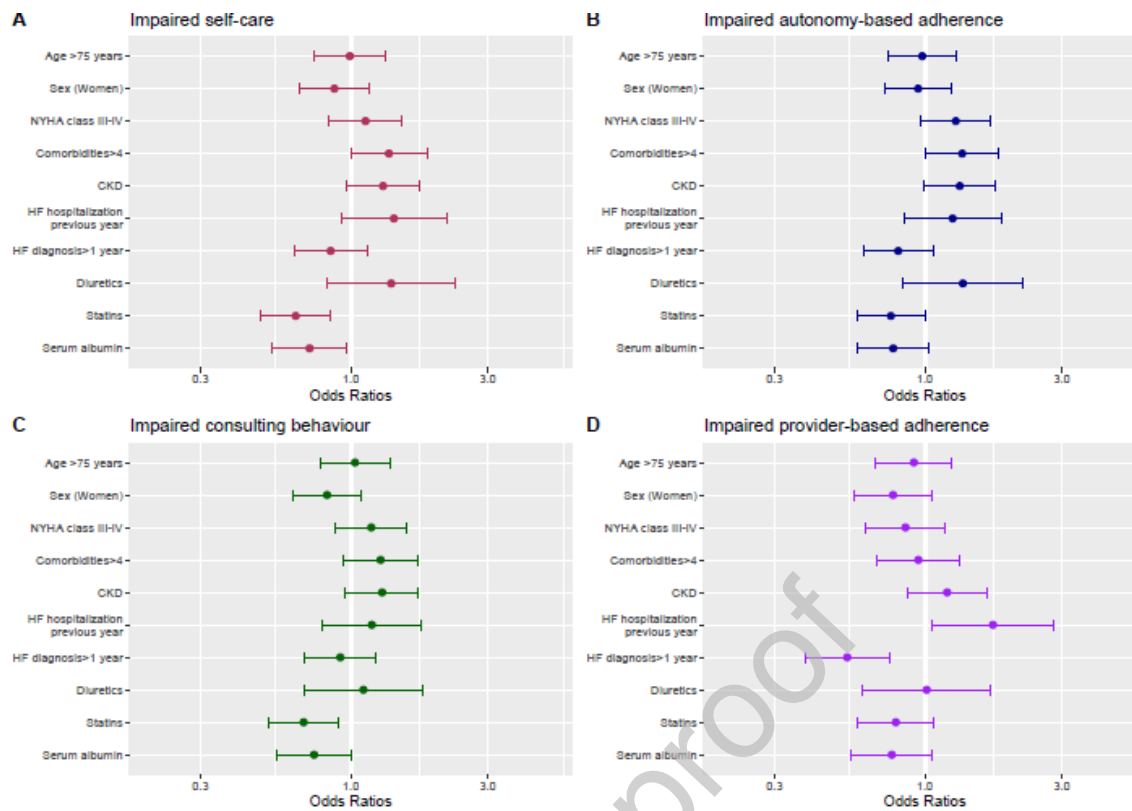 A Impaired self-care
Age >75 years
Sex (Women)
NYHA class III-IV
Comorbidities>4
CKD
HF hospitalization
previous year
HF diagnosis>1 year
Diuretics
Statins
Serum albumin
0.3 1.0 3.0
Odds Ratios
B Impaired autonomy-based adherence
Age >75 years
Sex (Women)
NYHA class III-IV
Comorbidities>4
CKD
HF hospitalization
previous year
HF diagnosis>1 year
Diuretics
Statins
Serum albumin
0.3 1.0 3.0
Odds Ratios
C Impaired consulting behaviour
Age >75 years
Sex (Women)
NYHA class III-IV
Comorbidities>4
CKD
HF hospitalization
previous year
HF diagnosis>1 year
Diuretics
Statins
Serum albumin
0.3 1.0 3.0
Odds Ratios
D Impaired provider-based adherence
Age >75 years
Sex (Women)
NYHA class III-IV
Comorbidities>4
CKD
HF hospitalization
previous year
HF diagnosis>1 year
Diuretics
Statins
Serum albumin
0.3 1.0 3.0
Odds Ratios
proof